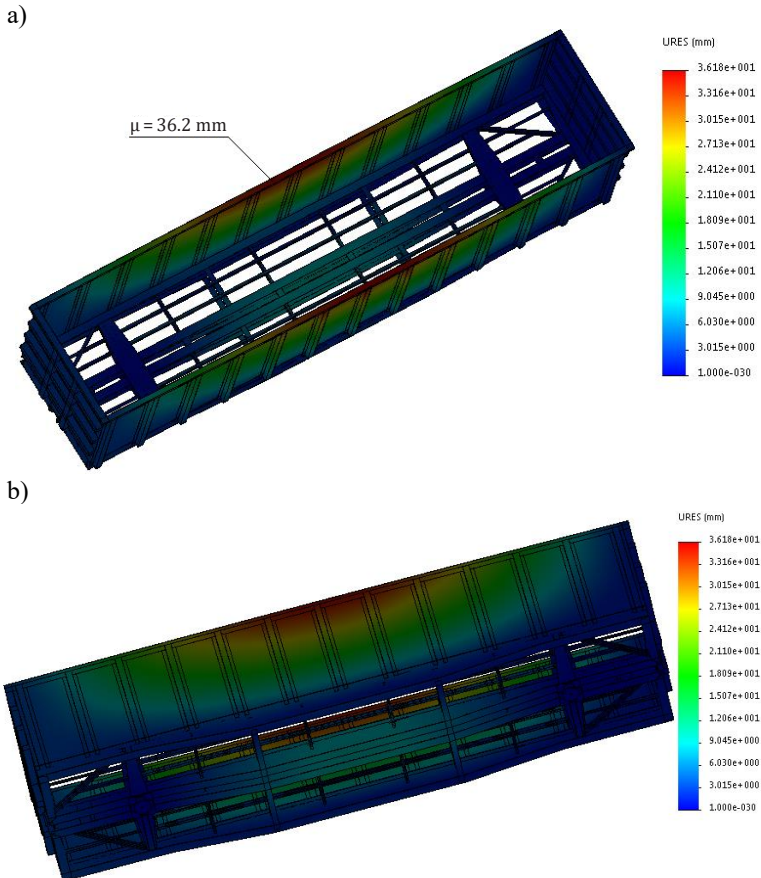 a)
URES (mm)
3.618e+001
3.316e+001
3.015e+001
2.713e+001
2.412e+001
2.110e+001
1.809e+001
1.507e+001
1.206e+001
9.045e+000
6.030e+000
3.015e+000
1.000e-030
μ = 36.2 mm
b)
URES (mm)
3.618e+001
3.316e+001
3.015e+001
2.713e+001
2.412e+001
2.110e+001
1.809e+001
1.507e+001
1.206e+001
9.045e+000
6.030e+000
3.015e+000
1.000e-030